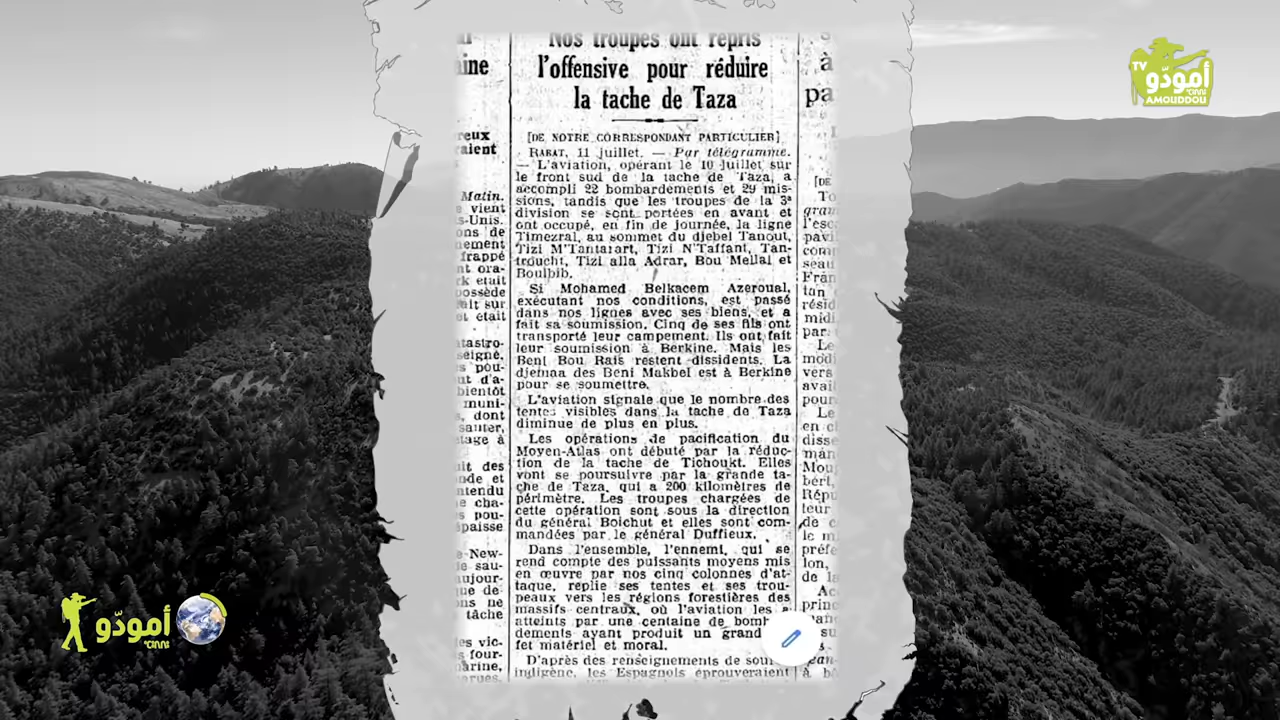 Nos troupes ont repris
l'offensive pour réduire
la tache de Taza
[DE NOTRE CORRESPONDANT PARTICULIER]
RABAT, 11 juillet. — Par télégramme.
— L'aviation, opérant le 10 juillet sur
le front sud de la tache de Taza, a
accompli 22 bombardements et 29 mis-
sions, tandis que les troupes de la 3e
division se sont portées en avant et
ont occupé, en fin de journée, la ligne
Timezral, au sommet du djebel Tanout,
Tizi M'Tantarart, Tizi N'Taffant, Tan-
troucht, Tizi alla Adrar, Bou Mellal et
Boulbib.
Si Mohamed Belkacem Azeroual,
exécutant nos conditions, est passé
dans nos lignes avec ses biens, et a
fait sa soumission. Cinq de ses fils ont
transporté leur campement. Ils ont fait
leur soumission à Berkine. Mais les
Beni Bou Rais restent dissidents. La
djemaa des Beni Makbel est à Berkine
pour se soumettre.
L'aviation signale que le nombre des
tentes visibles dans la tache de Taza
diminue de plus en plus.
Les opérations de pacification du
Moyen-Atlas ont débuté par la réduc-
tion de la tache de Tichoukt. Elles
vont se poursuivre par la grande ta-
che de Taza, qui a 200 kilomètres de
périmètre. Les troupes chargées de
cette opération sont sous la direction
du général Boichut et elles sont com-
mandées par le général Duffieux.
Dans l'ensemble, l'ennemi, qui se
rend compte des puissants moyens mis
en œuvre par nos cinq colonnes d'at-
taque, replie ses tentes et ses trou-
peaux vers les régions forestières des
massifs centraux, où l'aviation les a
atteints par une centaine de bomb
dements ayant produit un grand
fet matériel et moral.
D'après des renseignements de sour
indigène, les Espagnols éprouveraient
TV
أمودّو
AMOUDDOU
أمودّو